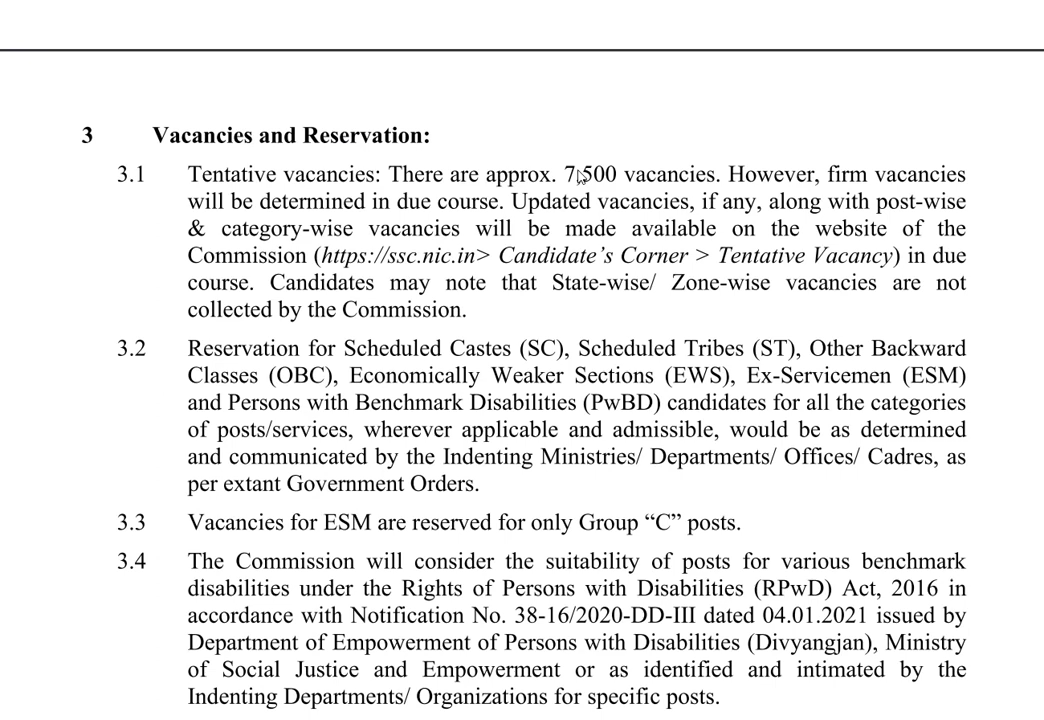 3 Vacancies and Reservation:
3.1 Tentative vacancies: There are approx. 7,500 vacancies. However, firm vacancies
will be determined in due course. Updated vacancies, if any, along with post-wise
& category-wise vacancies will be made available on the website of the
Commission (https://ssc.nic.in> Candidate’s Corner > Tentative Vacancy) in due
course. Candidates may note that State-wise/ Zone-wise vacancies are not
collected by the Commission.
3.2 Reservation for Scheduled Castes (SC), Scheduled Tribes (ST), Other Backward
Classes (OBC), Economically Weaker Sections (EWS), Ex-Servicemen (ESM)
and Persons with Benchmark Disabilities (PwBD) candidates for all the categories
of posts/services, wherever applicable and admissible, would be as determined
and communicated by the Indenting Ministries/ Departments/ Offices/ Cadres, as
per extant Government Orders.
3.3 Vacancies for ESM are reserved for only Group “C” posts.
3.4 The Commission will consider the suitability of posts for various benchmark
disabilities under the Rights of Persons with Disabilities (RPwD) Act, 2016 in
accordance with Notification No. 38-16/2020-DD-III dated 04.01.2021 issued by
Department of Empowerment of Persons with Disabilities (Divyangjan), Ministry
of Social Justice and Empowerment or as identified and intimated by the
Indenting Departments/ Organizations for specific posts.